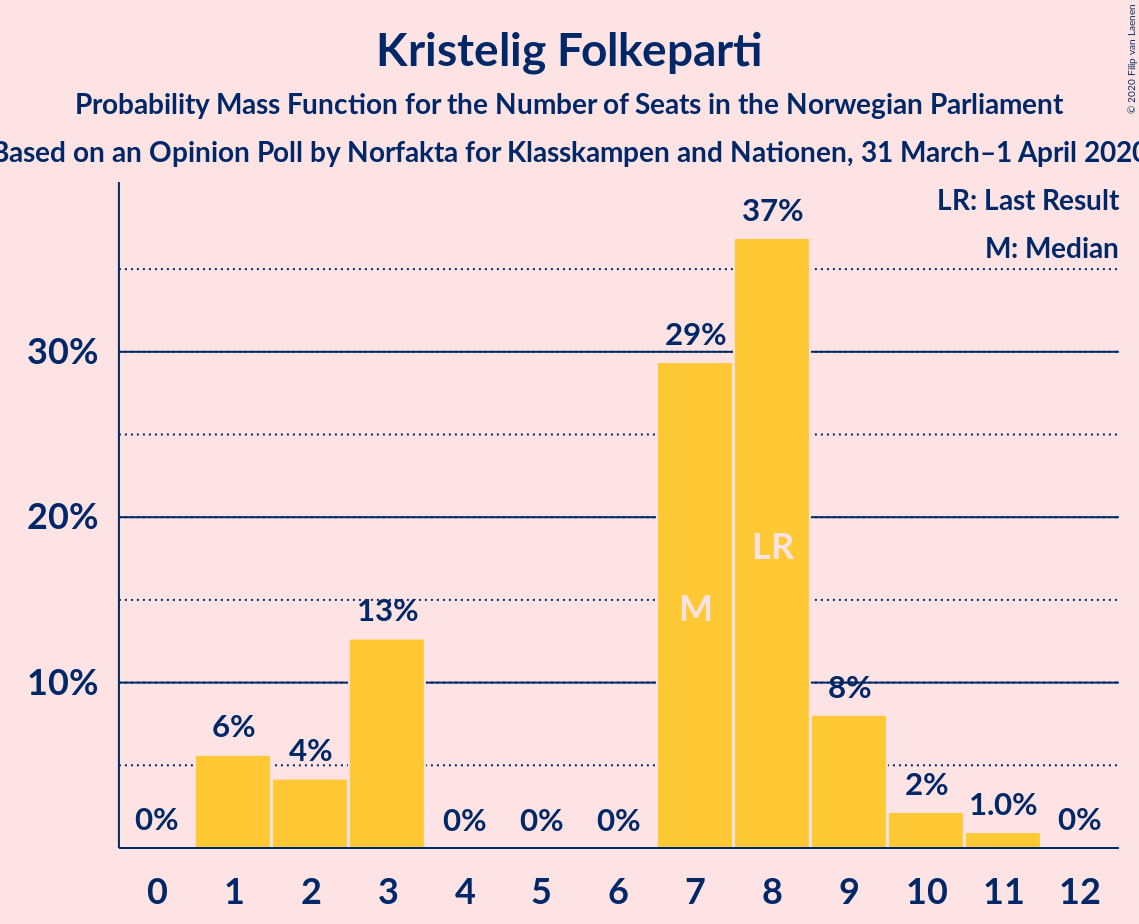 Kristelig Folkeparti
Probability Mass Function for the Number of Seats in the Norwegian Parliament
Based on an Opinion Poll by Norfakta for Klasskampen and Nationen, 31 March–1 April 2020
© 2020 Filip van Laenen
LR: Last Result
M: Median
37%
29%
30%
LR
20%
M
13%
10%
8%
6%
4%
2%
1.0%
0%
0%
0%
0%
0%
0 1 2 3 4 5 6 7 8 9 10 11 12